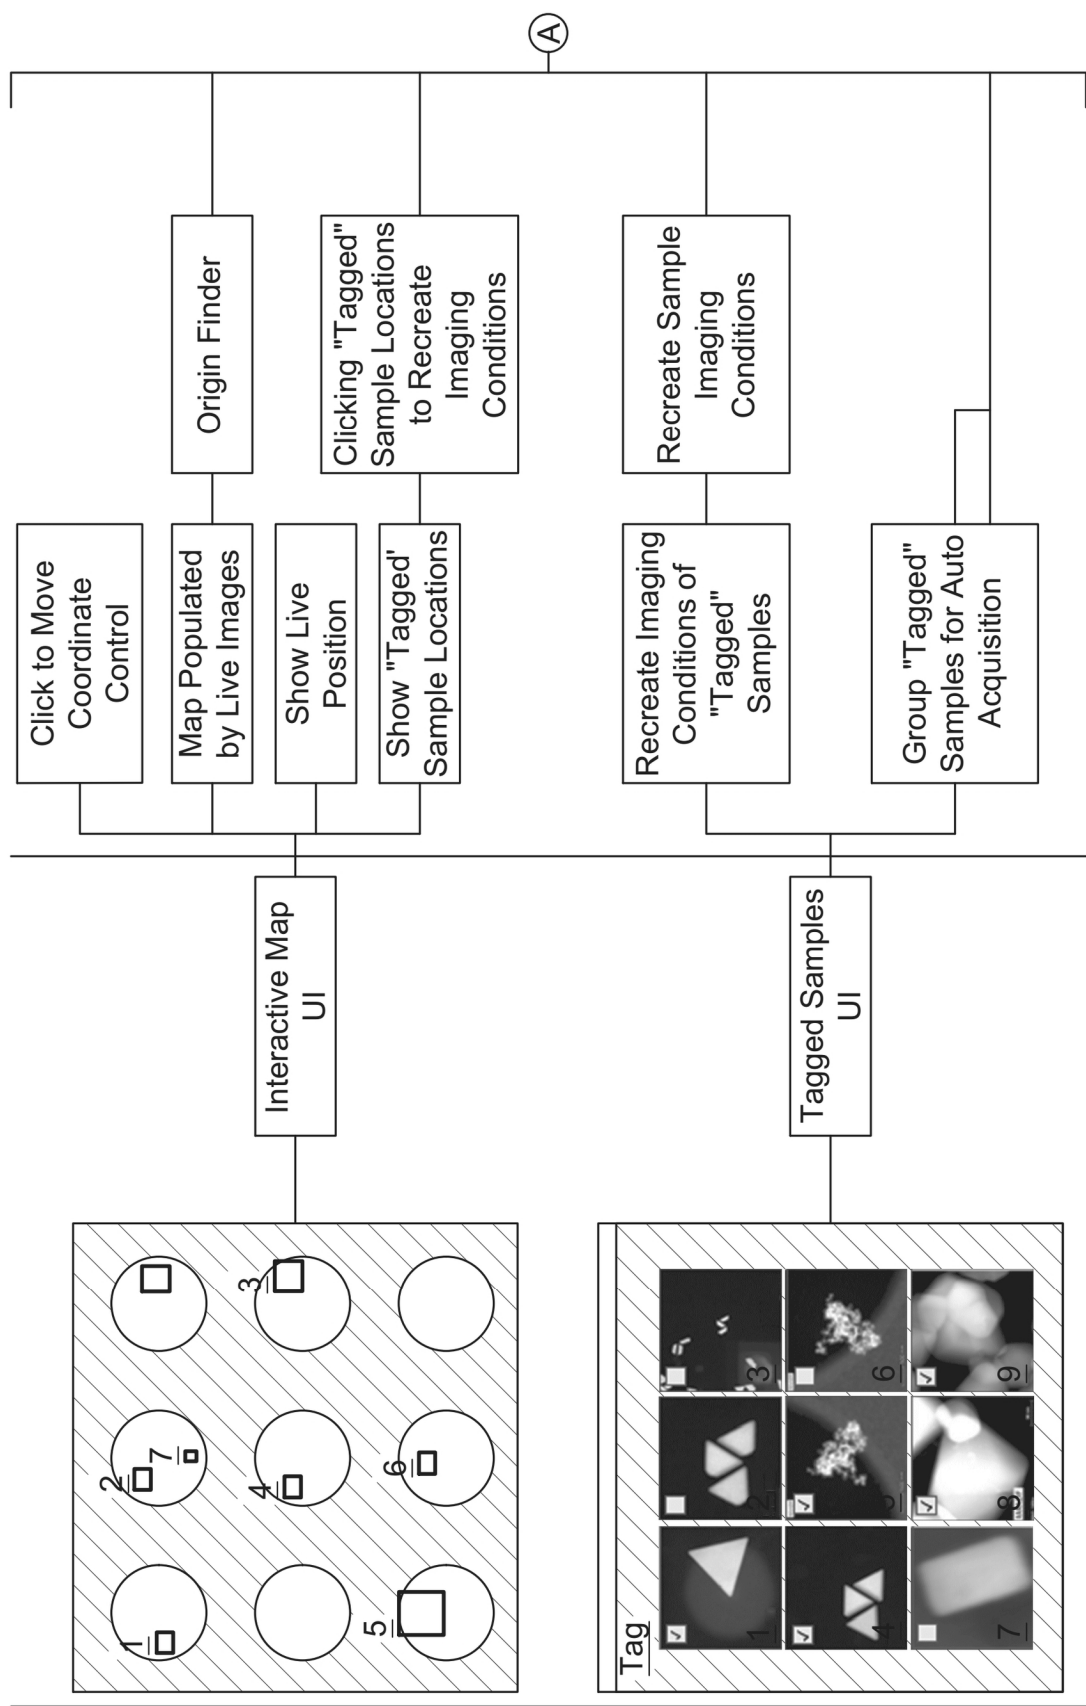 1
2
7
3
4
5
6
Interactive Map
UI
Click to Move
Coordinate
Control
Map Populated
by Live Images
Show Live
Position
Show "Tagged'
Sample Locations
Origin Finder
Clicking "Tagged"
Sample Locations
to Recreate
Imaging
Conditions
A
Tag
1
2
3
4
5
6
7
8
9
Tagged Samples
UI
Recreate Imaging
Conditions of
"Tagged"
Samples
Group "Tagged"
Samples for Auto
Acquisition
Recreate Sample
Imaging
Conditions